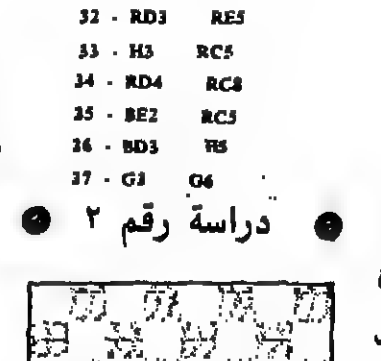 32 - RD3 RE5
33 - H3 RC5
34 - RD4 RC8
35 - BE2 RC5
36 - BD3 H5
37 - G3 G6
دراسة رقم ٢